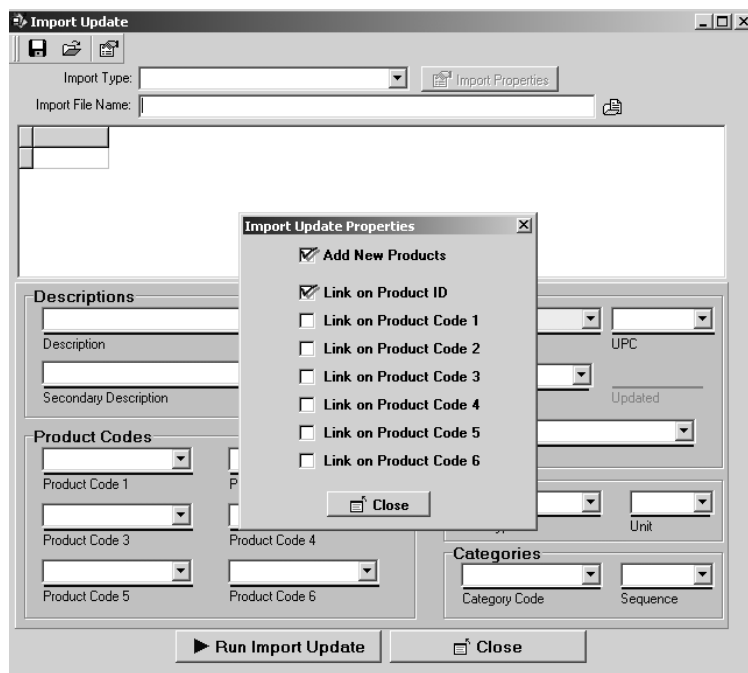 Import Update
Import Type:
Import Properties
Import File Name:
Import Update Properties
Add New Products
Link on Product ID
Link on Product Code 1
Link on Product Code 2
Link on Product Code 3
Link on Product Code 4
Link on Product Code 5
Link on Product Code 6
Close
Descriptions
Description
UPC
Secondary Description
Updated
Product Codes
Product Code 1
Product Code 3
Product Code 4
Unit
Product Code 5
Product Code 6
Categories
Category Code
Sequence
Run Import Update
Close